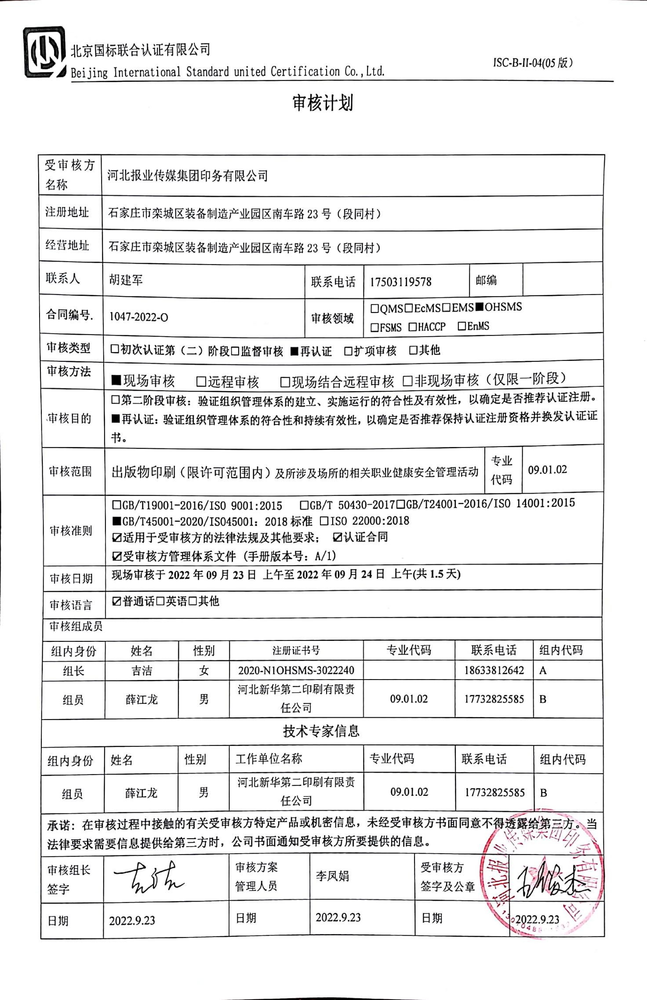 北京国标联合认证有限公司
Beijing International Standard united Certification Co.,Ltd.
ISC-B-II-04(05 版)
审核计划
受审核方
名称
河北报业传媒集团印务有限公司
注册地址
石家庄市栾城区装备制造产业园区南车路 23 号（段同村）
经营地址
石家庄市栾城区装备制造产业园区南车路 23 号（段同村）
联系人
胡建军
联系电话
17503119578
邮编
合同编号.
1047-2022-O
审核领域
□QMS□EcMS□EMS■OHSMS
□FSMS □HACCP □EnMS
审核类型
□初次认证第（二）阶段□监督审核 ■再认证 □扩项审核 □其他
审核方法
■现场审核 □远程审核 □现场结合远程审核 □非现场审核（仅限一阶段）
审核目的
□第二阶段审核：验证组织管理体系的建立、实施运行的符合性及有效性，以确定是否推荐认证注册。
■再认证：验证组织管理体系的符合性和持续有效性，以确定是否推荐保持认证注册资格并换发认证证
书。
审核范围
出版物印刷（限许可范围内）及所涉及场所的相关职业健康安全管理活动
专业
代码
09.01.02
审核准则
□GB/T19001-2016/ISO 9001:2015 □GB/T 50430-2017□GB/T24001-2016/ISO 14001:2015
■GB/T45001-2020/ISO45001：2018 标准 □ISO 22000:2018
☑适用于受审核方的法律法规及其他要求； ☑认证合同
☑受审核方管理体系文件（手册版本号：A/1）
审核日期
现场审核于 2022 年 09 月 23 日 上午至 2022 年 09 月 24 日 上午(共 1.5 天)
审核语言
☑普通话□英语□其他
审核组成员
组内身份 姓名 性别 注册证书号 专业代码 联系电话 组内代码
组长 吉洁 女 2020-N1OHSMS-3022240 18633812642 A
组员 薛江龙 男 河北新华第二印刷有限责 09.01.02 17732825585 B
任公司
技术专家信息
组内身份 姓名 性别 工作单位名称 专业代码 联系电话 组内代码
组员 薛江龙 男 河北新华第二印刷有限责 09.01.02 17732825585 B
任公司
承诺：在审核过程中接触的有关受审核方特定产品或机密信息，未经受审核方书面同意不得透露给第三方。当
法律要求需要信息提供给第三方时，公司书面通知受审核方所要提供的信息。
审核组长
签字
吉洁
审核方案
管理人员
李凤娟
受审核方
签字及公章
河北报业传媒集团印务有限公司
日期
2022.9.23
日期
2022.9.23
日期
2022.9.23